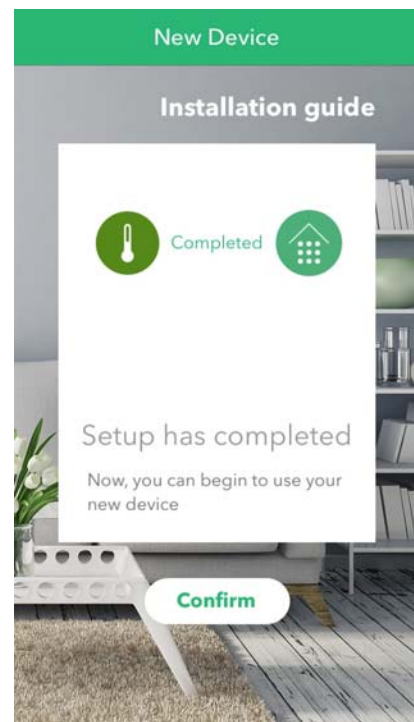 New Device
Installation guide
Completed
Setup has completed
Now, you can begin to use your
new device
Confirm